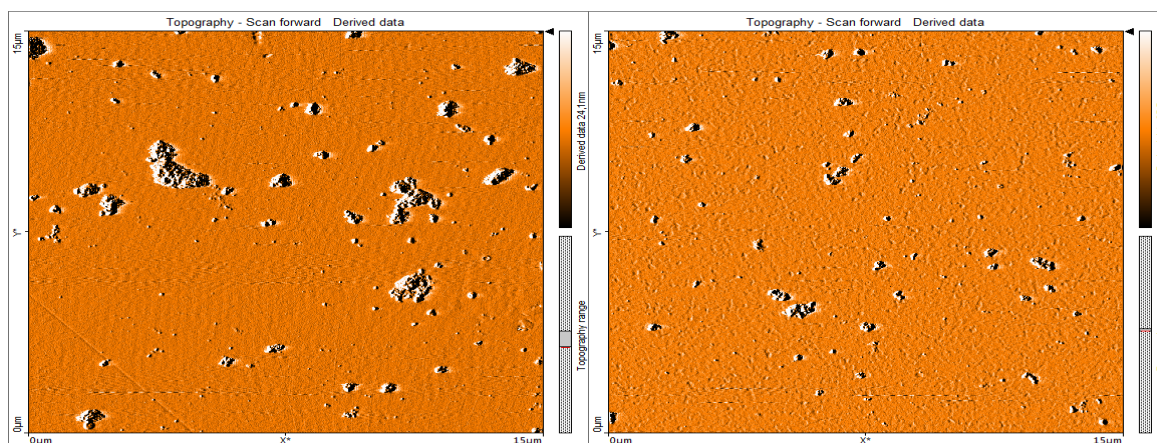 Topography - Scan forward Derived data
15µm
Y*
0µm
0µm
X*
15µm
Derived data 24,1nm
Topography range
Topography - Scan forward Derived data
15µm
Y*
0µm
0µm
X*
15µm